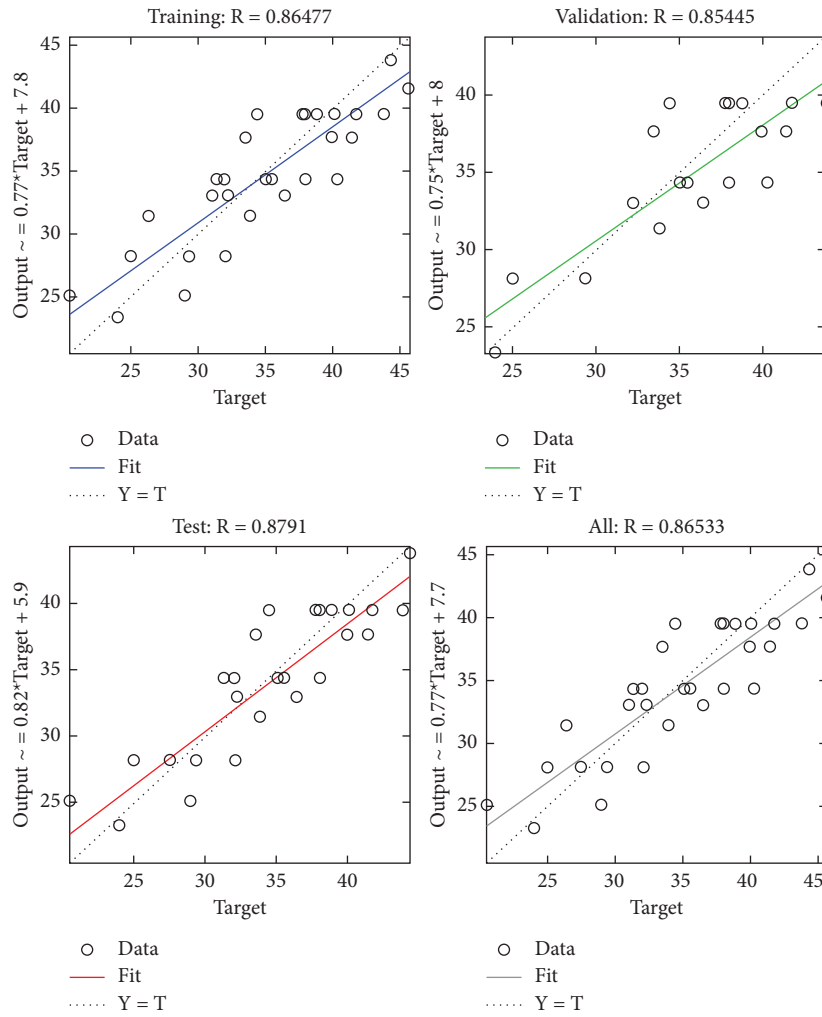 Training: R = 0.86477
Output ~ = 0.77*Target + 7.8
45
40
35
30
25
25 30 35 40 45
Target
Data
Fit
Y = T
Validation: R = 0.85445
Output ~ = 0.75*Target + 8
40
35
30
25
25 30 35 40
Target
Data
Fit
Y = T
Test: R = 0.8791
Output ~ = 0.82*Target + 5.9
40
35
30
25
25 30 35 40
Target
Data
Fit
Y = T
All: R = 0.86533
Output ~ = 0.77*Target + 7.7
45
40
35
30
25
25 30 35 40 45
Target
Data
Fit
Y = T